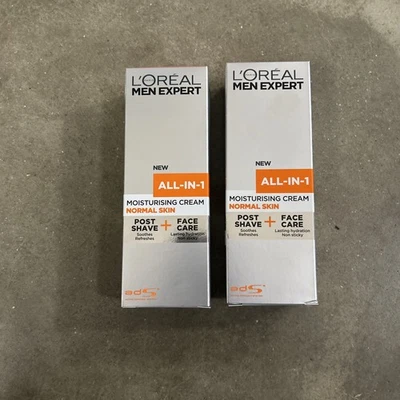 L'ORÉAL
MEN EXPERT
NEW
ALL-IN-1
MOISTURISING CREAM
NORMAL SKIN
POST SHAVE
Soothes
Refreshes
+
FACE CARE
Lasting hydration
Non sticky
ads
L'ORÉAL
MEN EXPERT
NEW
ALL-IN-1
MOISTURISING CREAM
NORMAL SKIN
POST SHAVE
Soothes
Refreshes
+
FACE CARE
Lasting hydration
Non sticky
ads